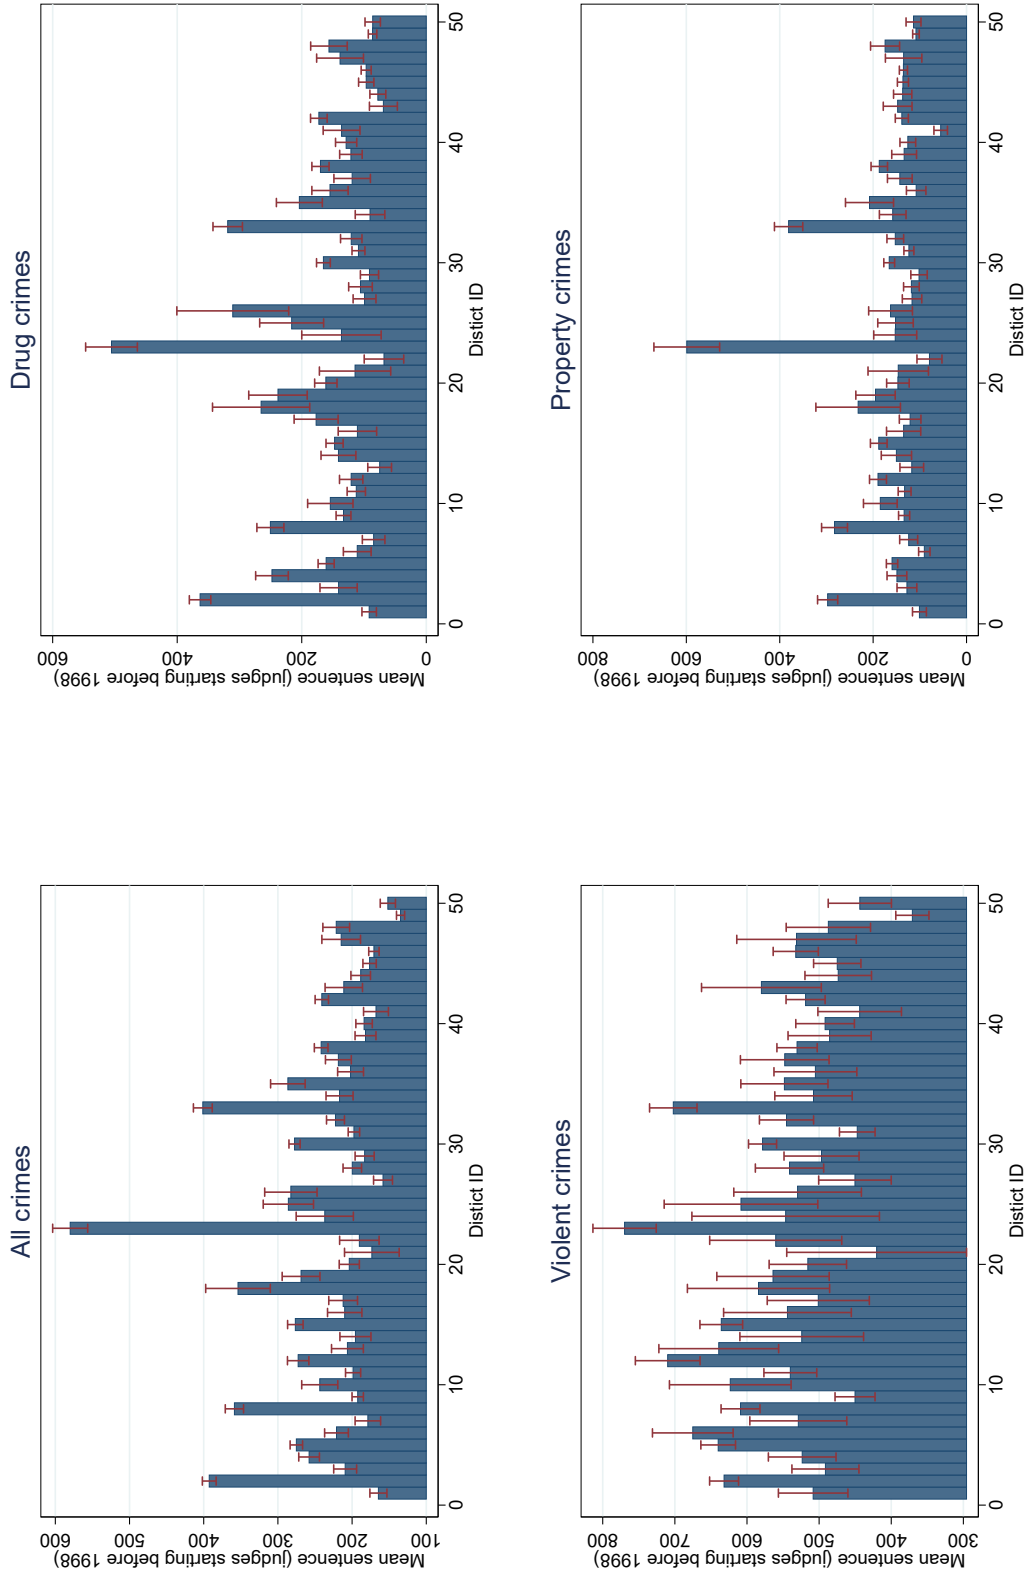 All crimes
Mean sentence (judges starting before 1998)
600
500
400
300
200
100
0 10 20 30 40 50
Distict ID
Drug crimes
Mean sentence (judges starting before 1998)
600
400
200
0
0 10 20 30 40 50
Distict ID
Violent crimes
Mean sentence (judges starting before 1998)
800
700
600
500
400
300
0 10 20 30 40 50
Distict ID
Property crimes
Mean sentence (judges starting before 1998)
800
600
400
200
0
0 10 20 30 40 50
Distict ID